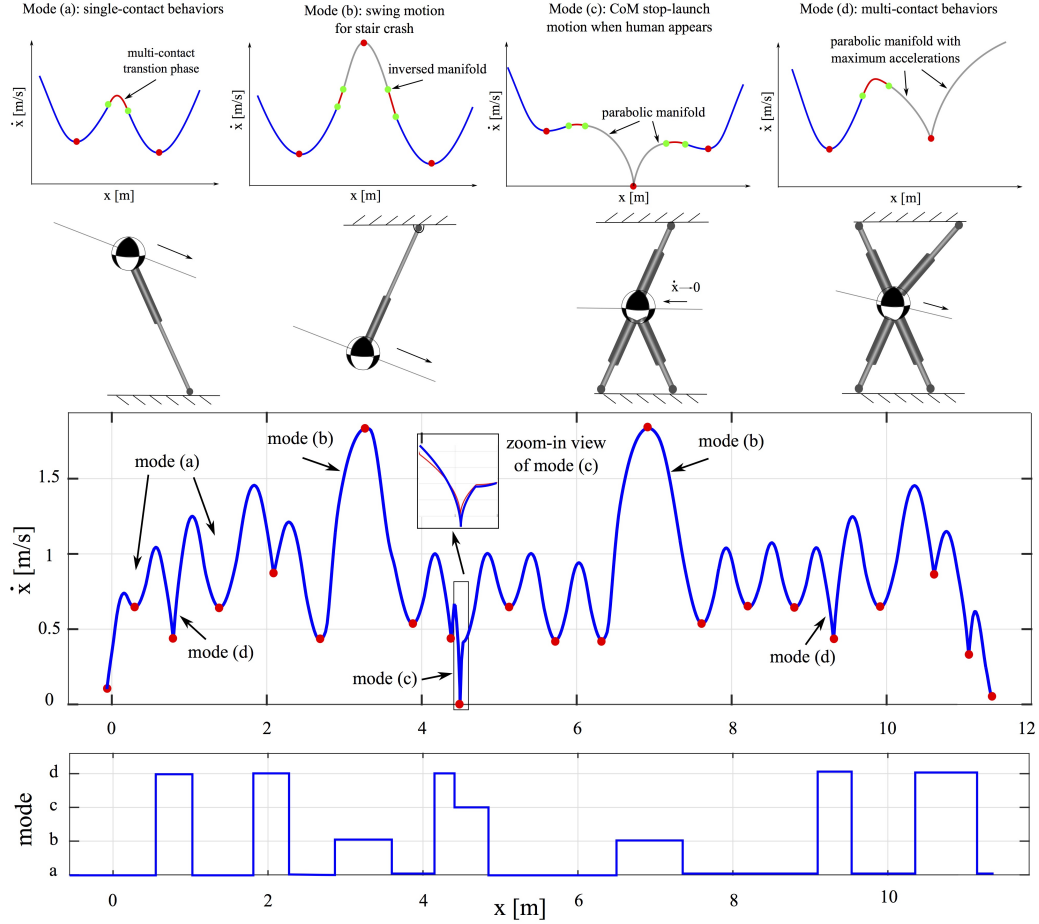 Mode (a): single-contact behaviors
Mode (b): swing motion
for stair crash
Mode (c): CoM stop-launch
motion when human appears
Mode (d): multi-contact behaviors
multi-contact
transtion phase
ẋ [m/s]
x [m]
inversed manifold
ẋ [m/s]
x [m]
parabolic manifold
ẋ [m/s]
x [m]
parabolic manifold with
maximum accelerations
ẋ [m/s]
x [m]
ẋ→0
mode (a)
mode (b)
zoom-in view
of mode (c)
mode (b)
mode (d)
mode (c)
mode (d)
ẋ [m/s]
1.5
1
0.5
0
0 2 4 6 8 10 12
mode
d
c
b
a
0 2 4 6 8 10
x [m]